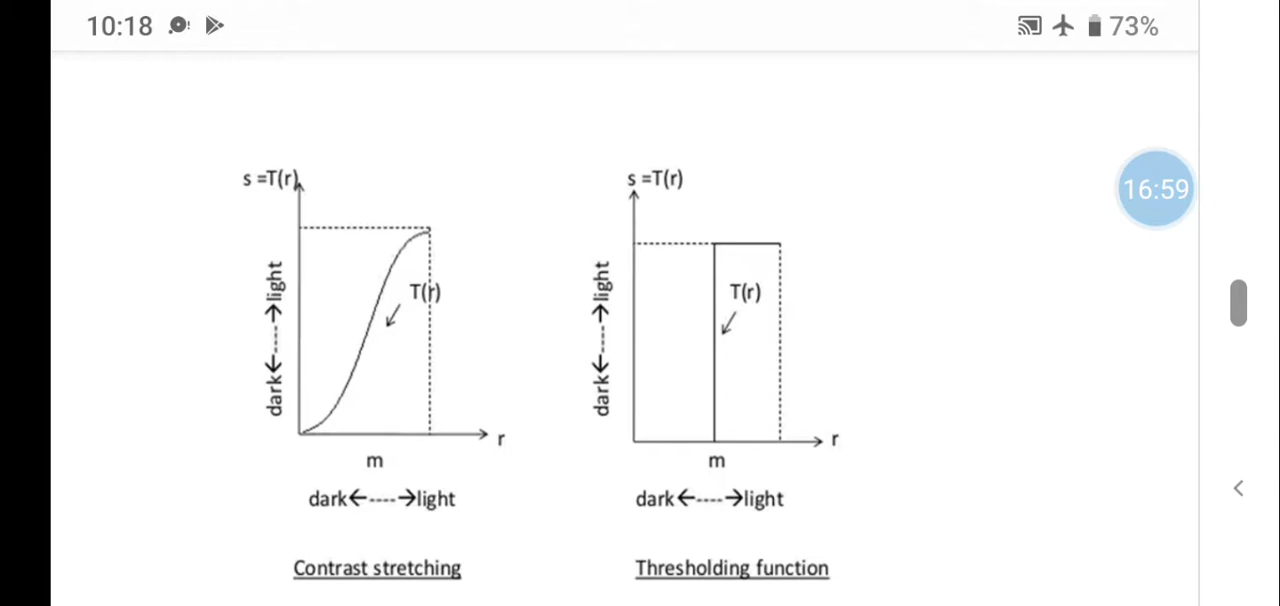 10:18
73%
16:59
s =T(r)
dark←----→light
T(r)
r
m
dark←----→light
Contrast stretching
s =T(r)
dark←----→light
T(r)
r
m
dark←----→light
Thresholding function